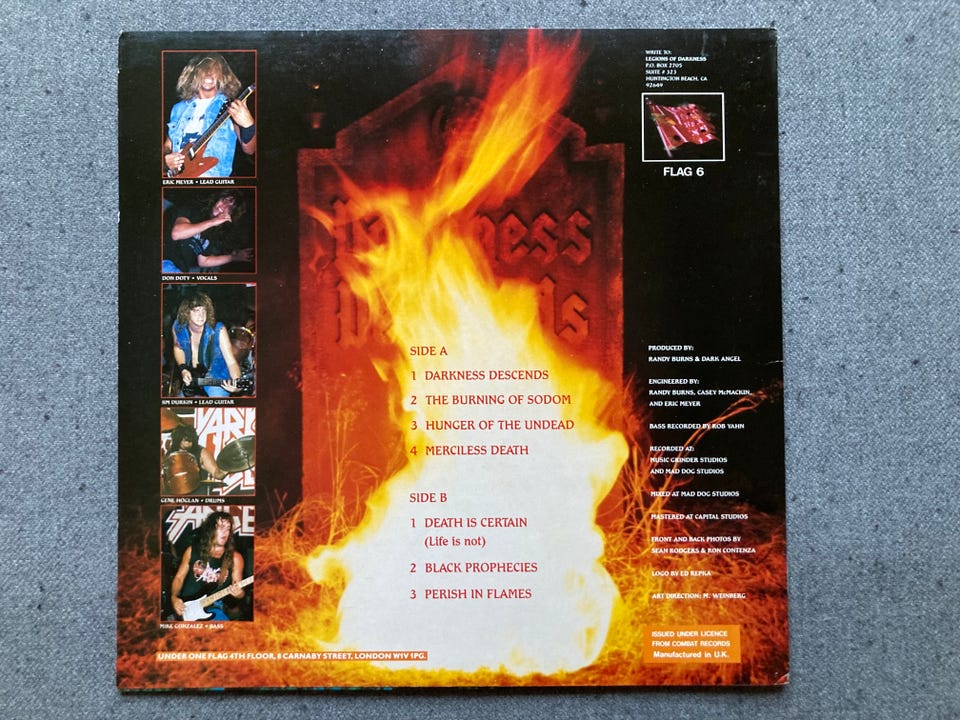 WRITE TO:
LEGIONS OF DARKNESS
P.O. BOX 2705
SUITE # 323
HUNTINGTON BEACH, CA
92649
FLAG 6
ERIC MEYER • LEAD GUITAR
DON DOTY • VOCALS
JIM DURKIN • LEAD GUITAR
GENE HOGLAN • DRUMS
MIKE GONZALEZ • BASS
Darkness
Descends
SIDE A
1 DARKNESS DESCENDS
2 THE BURNING OF SODOM
3 HUNGER OF THE UNDEAD
4 MERCILESS DEATH
SIDE B
1 DEATH IS CERTAIN
(Life is not)
2 BLACK PROPHECIES
3 PERISH IN FLAMES
PRODUCED BY:
RANDY BURNS & DARK ANGEL
ENGINEERED BY:
RANDY BURNS, CASEY McMACKIN,
AND ERIC MEYER
BASS RECORDED BY ROB YAHN
RECORDED AT:
MUSIC GRINDER STUDIOS
AND MAD DOG STUDIOS
MIXED AT MAD DOG STUDIOS
MASTERED AT CAPITAL STUDIOS
FRONT AND BACK PHOTOS BY
SEAN RODGERS & RON CONTENZA
LOGO BY ED REPKA
ART DIRECTION: M. WEINBERG
ISSUED UNDER LICENCE
FROM COMBAT RECORDS
Manufactured in U.K.
UNDER ONE FLAG 4TH FLOOR, 8 CARNABY STREET, LONDON W1V 1PG.